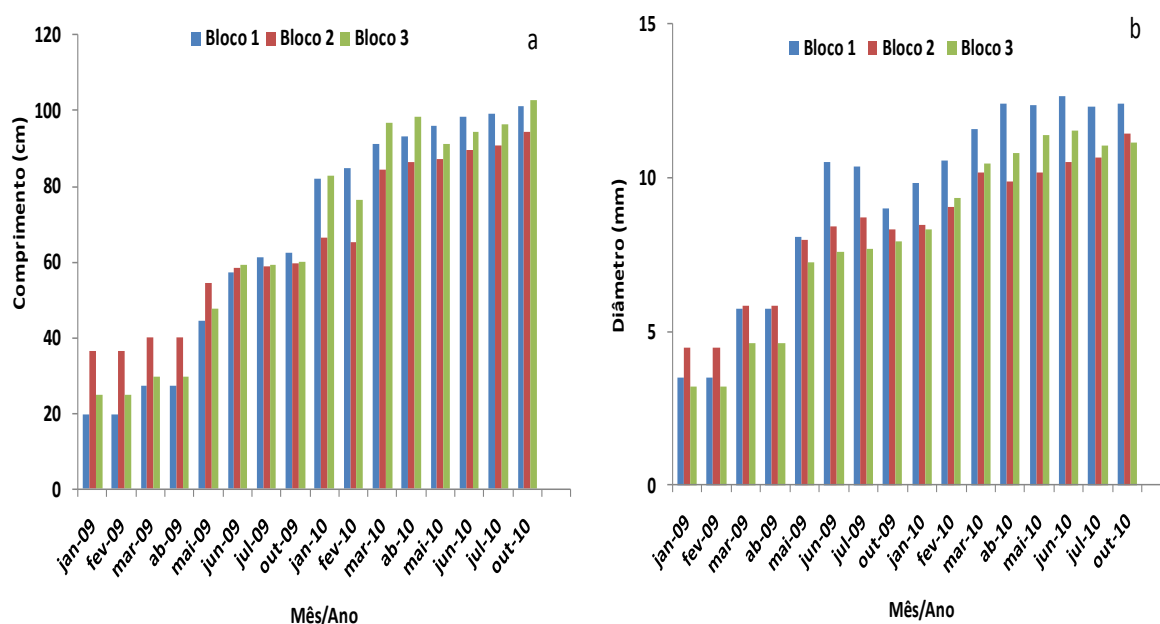 Bloco 1 Bloco 2 Bloco 3
a
Comprimento (cm)
120
100
80
60
40
20
0
jan-09 fev-09 mar-09 ab-09 mai-09 jun-09 jul-09 out-09 jan-10 fev-10 mar-10 ab-10 mai-10 jun-10 jul-10 out-10
Mês/Ano
Bloco 1 Bloco 2 Bloco 3
b
Diâmetro (mm)
15
10
5
0
jan-09 fev-09 mar-09 ab-09 mai-09 jun-09 jul-09 out-09 jan-10 fev-10 mar-10 ab-10 mai-10 jun-10 jul-10 out-10
Mês/Ano